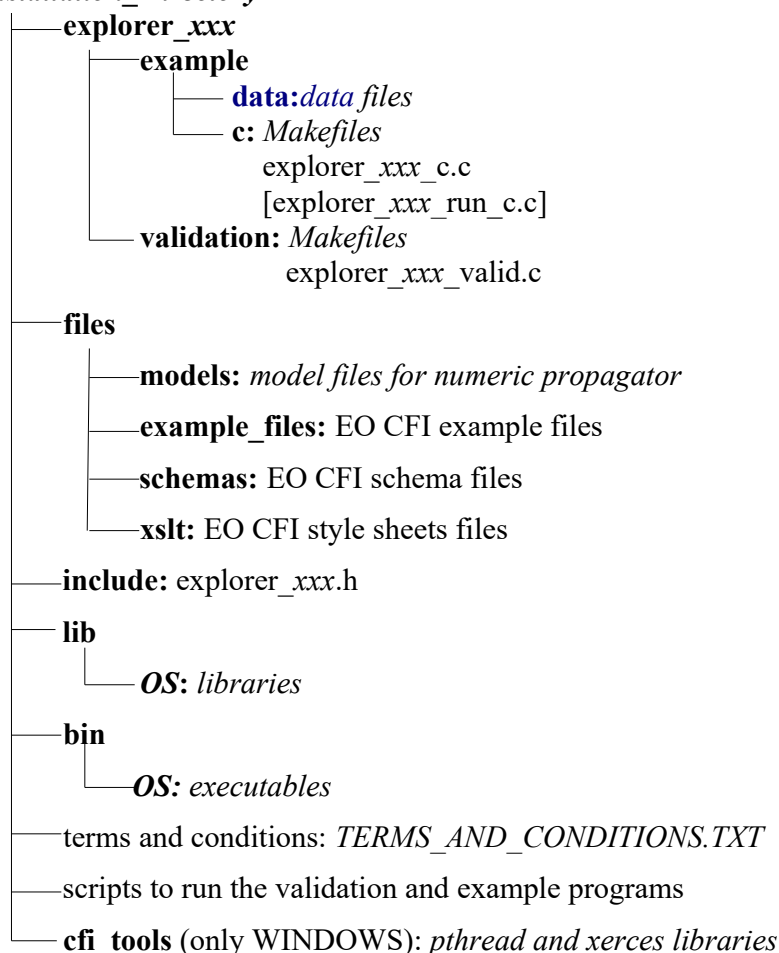 explorer_xxx
example
data:data files
c: Makefiles
explorer_xxx_c.c
[explorer_xxx_run_c.c]
validation: Makefiles
explorer_xxx_valid.c
files
models: model files for numeric propagator
example_files: EO CFI example files
schemas: EO CFI schema files
xslt: EO CFI style sheets files
include: explorer_xxx.h
lib
OS: libraries
bin
OS: executables
terms and conditions: TERMS_AND_CONDITIONS.TXT
scripts to run the validation and example programs
cfi_tools (only WINDOWS): pthread and xerces libraries